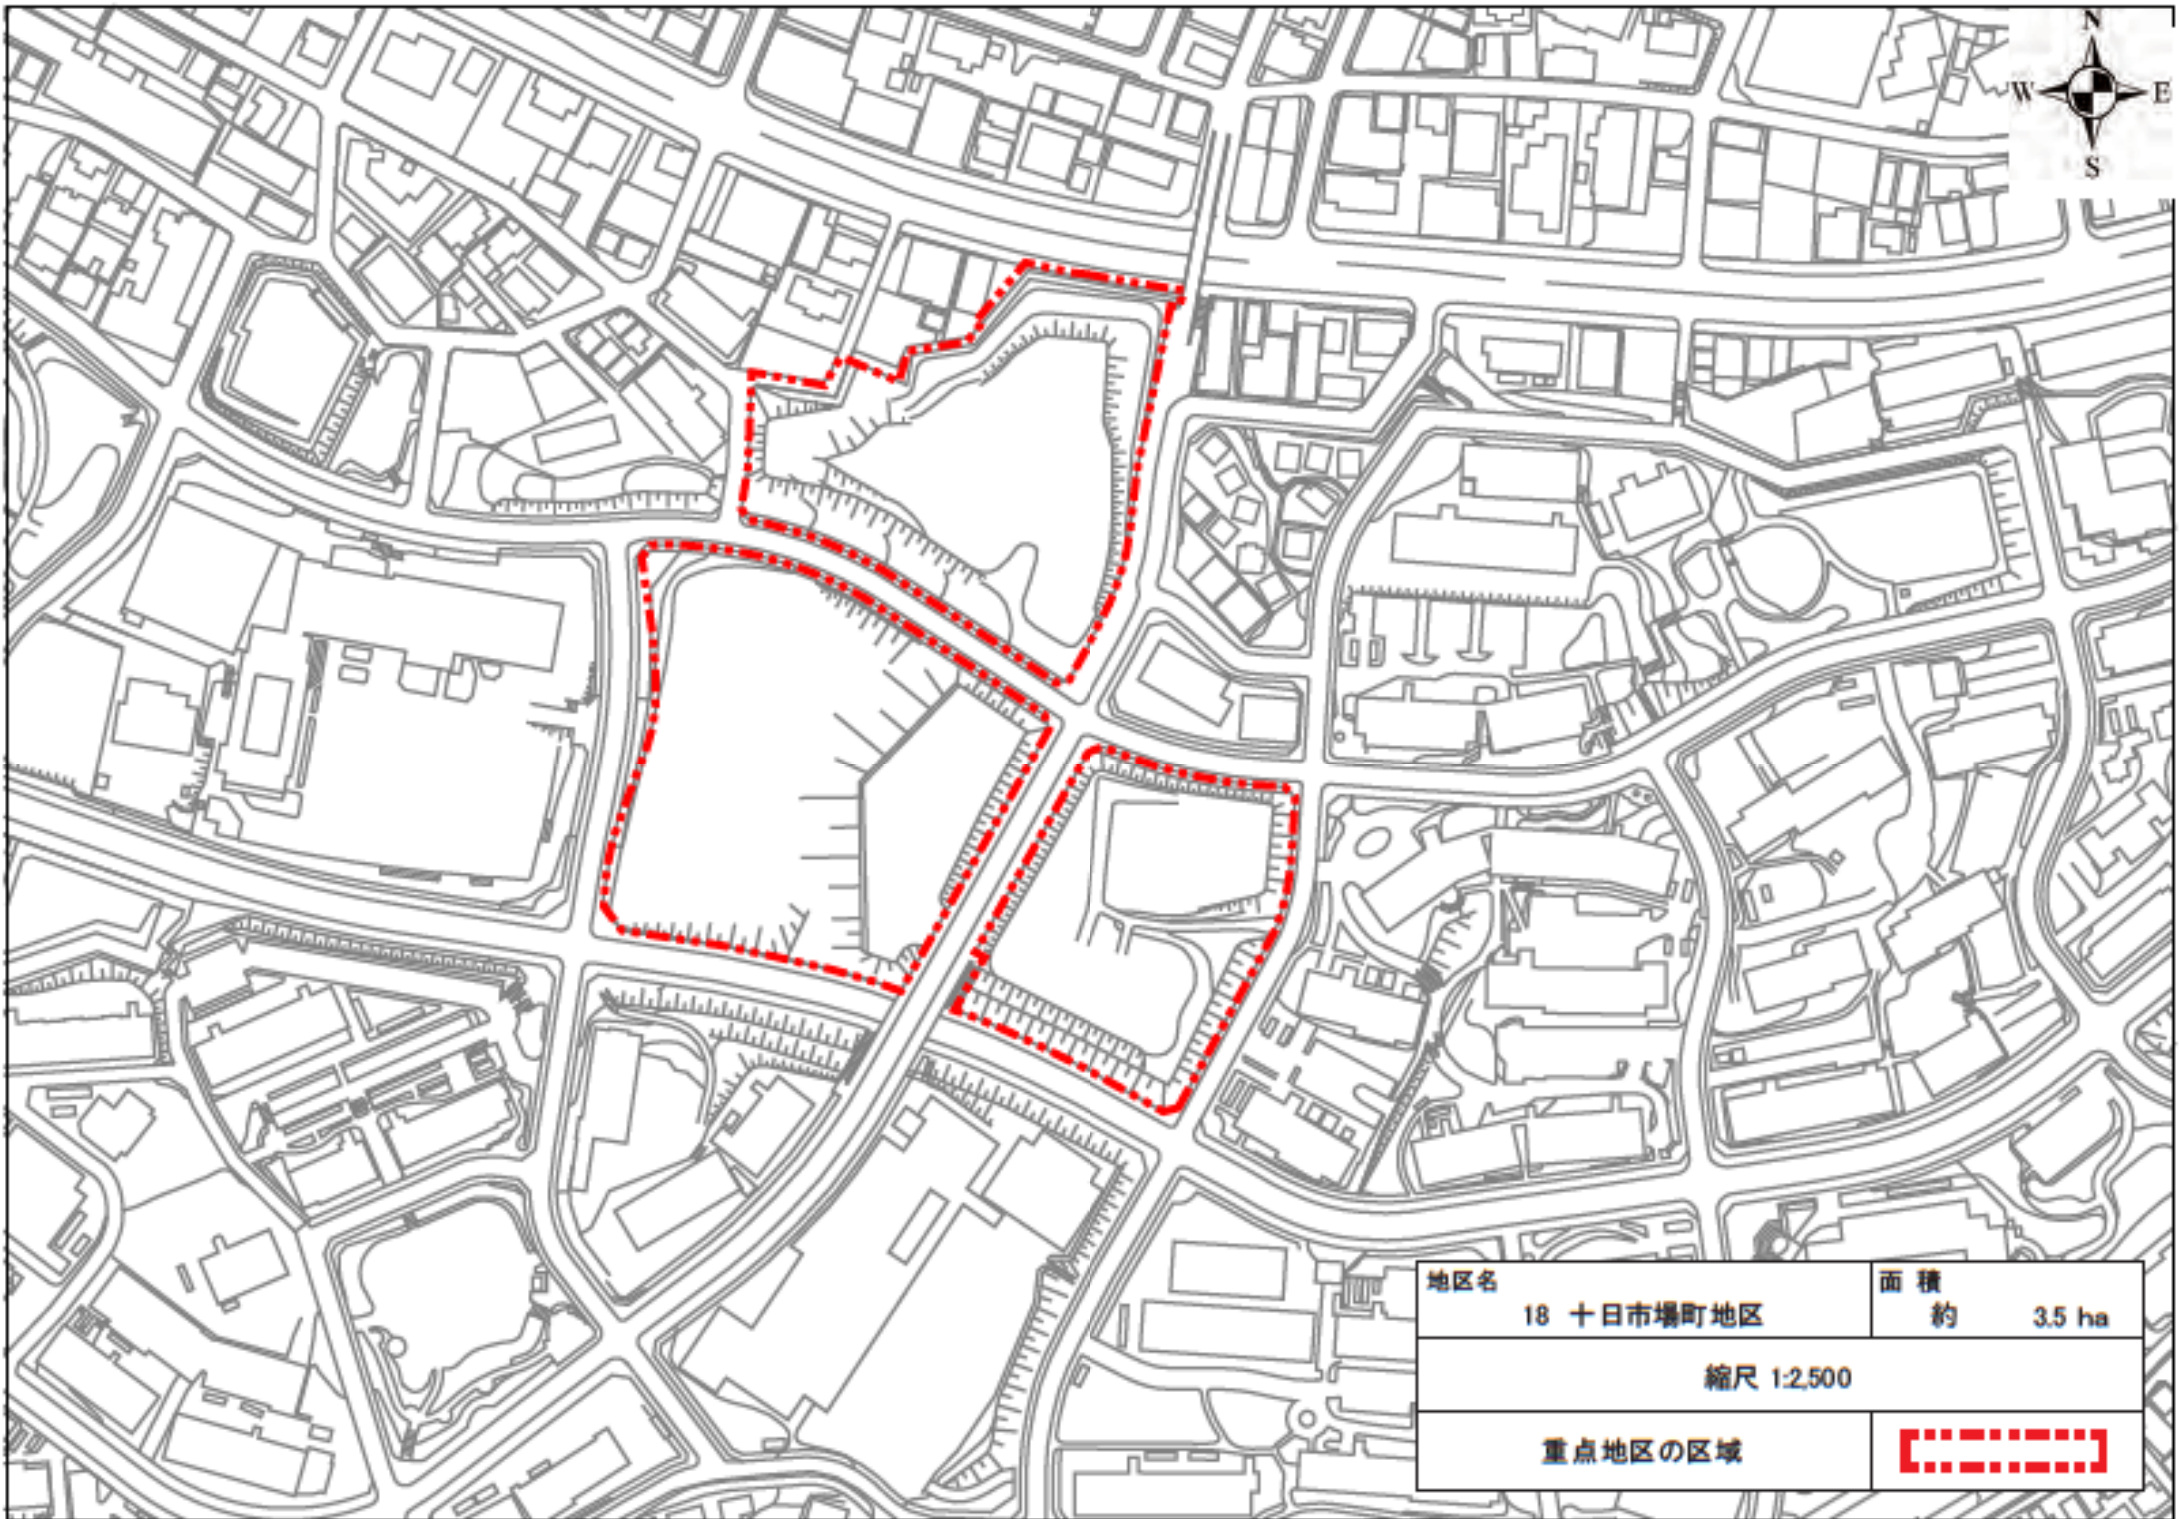 N
W E
S
地区名
18 十日市場町地区
面 積
約 3.5 ha
縮尺 1:2,500
重点地区の区域